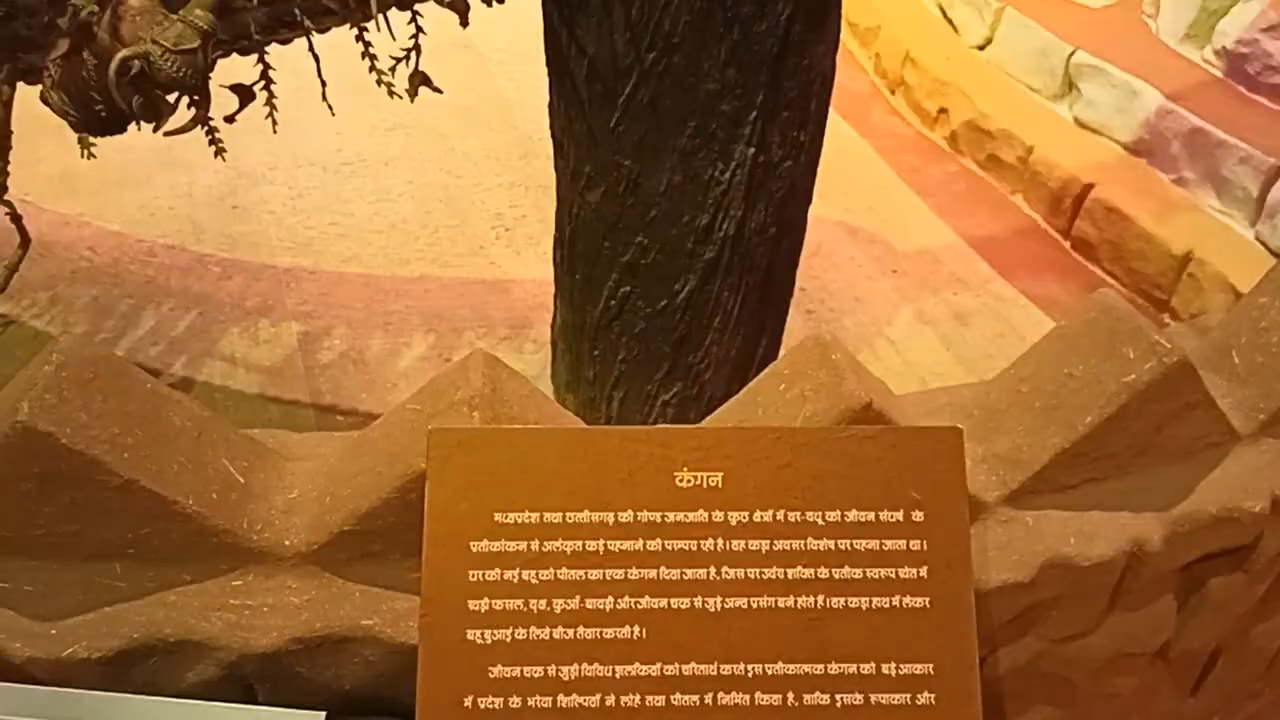 कंगन
मध्यप्रदेश तथा छत्तीसगढ़ की गोण्ड जनजाति के कुछ क्षेत्रों में वर-वधू को जीवन संघर्ष के
प्रतीकांकन से अलंकृत कड़े पहनाने की परम्परा रही है। वह कड़ा अवसर विशेष पर पहना जाता था।
घर की नई बहू को पीतल का एक कंगन दिया जाता है, जिस पर उर्वरा शक्ति के प्रतीक स्वरूप खेत में
खड़ी फसल, वृक्ष, कुआँ-बावड़ी और जीवन चक्र से जुड़े अन्य प्रसंग बने होते हैं। वह कड़ा हाथ में लेकर
बहू बुआई के लिये बीज तैयार करती है।
जीवन चक्र से जुड़ी विविध झलकियों को चरितार्थ करते इस प्रतीकात्मक कंगन को बड़े आकार
में प्रदेश के भरेवा शिल्पियों ने लोहे तथा पीतल में निर्मित किया है, ताकि इसके रूपाकार और